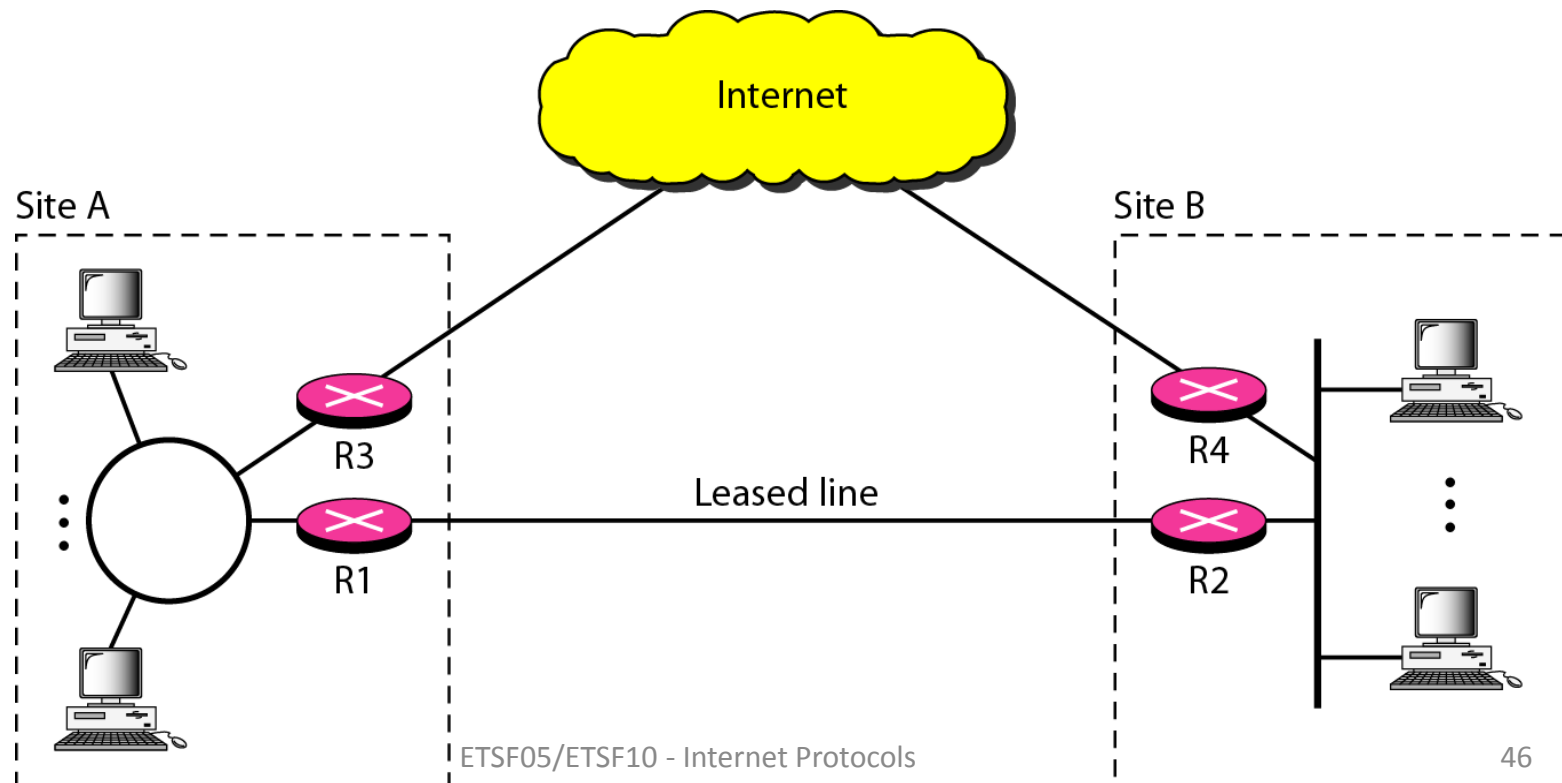 Internet
Site A
Site B
R3
R4
Leased line
R1
R2
ETSF05/ETSF10 - Internet Protocols
46